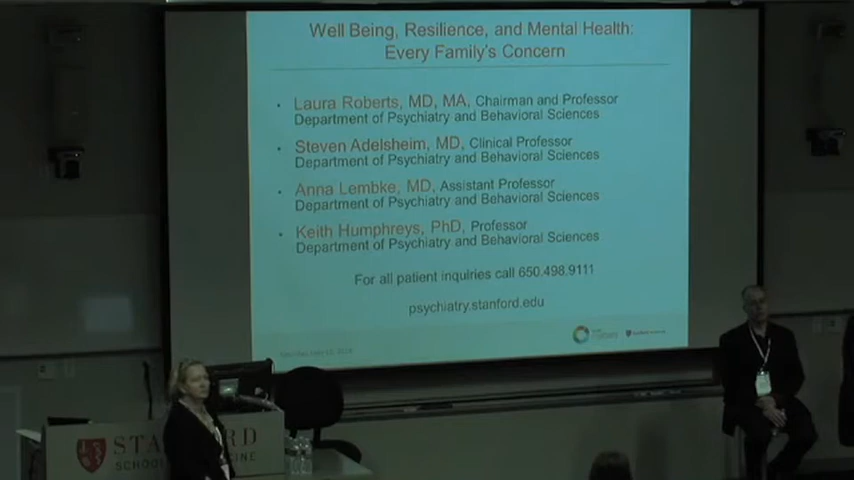 Well Being, Resilience, and Mental Health:
Every Family's Concern
Laura Roberts, MD, MA, Chairman and Professor
Department of Psychiatry and Behavioral Sciences
Steven Adelsheim, MD, Clinical Professor
Department of Psychiatry and Behavioral Sciences
Anna Lembke, MD, Assistant Professor
Department of Psychiatry and Behavioral Sciences
Keith Humphreys, PhD, Professor
Department of Psychiatry and Behavioral Sciences
For all patient inquiries call 650.498.9111
psychiatry.stanford.edu